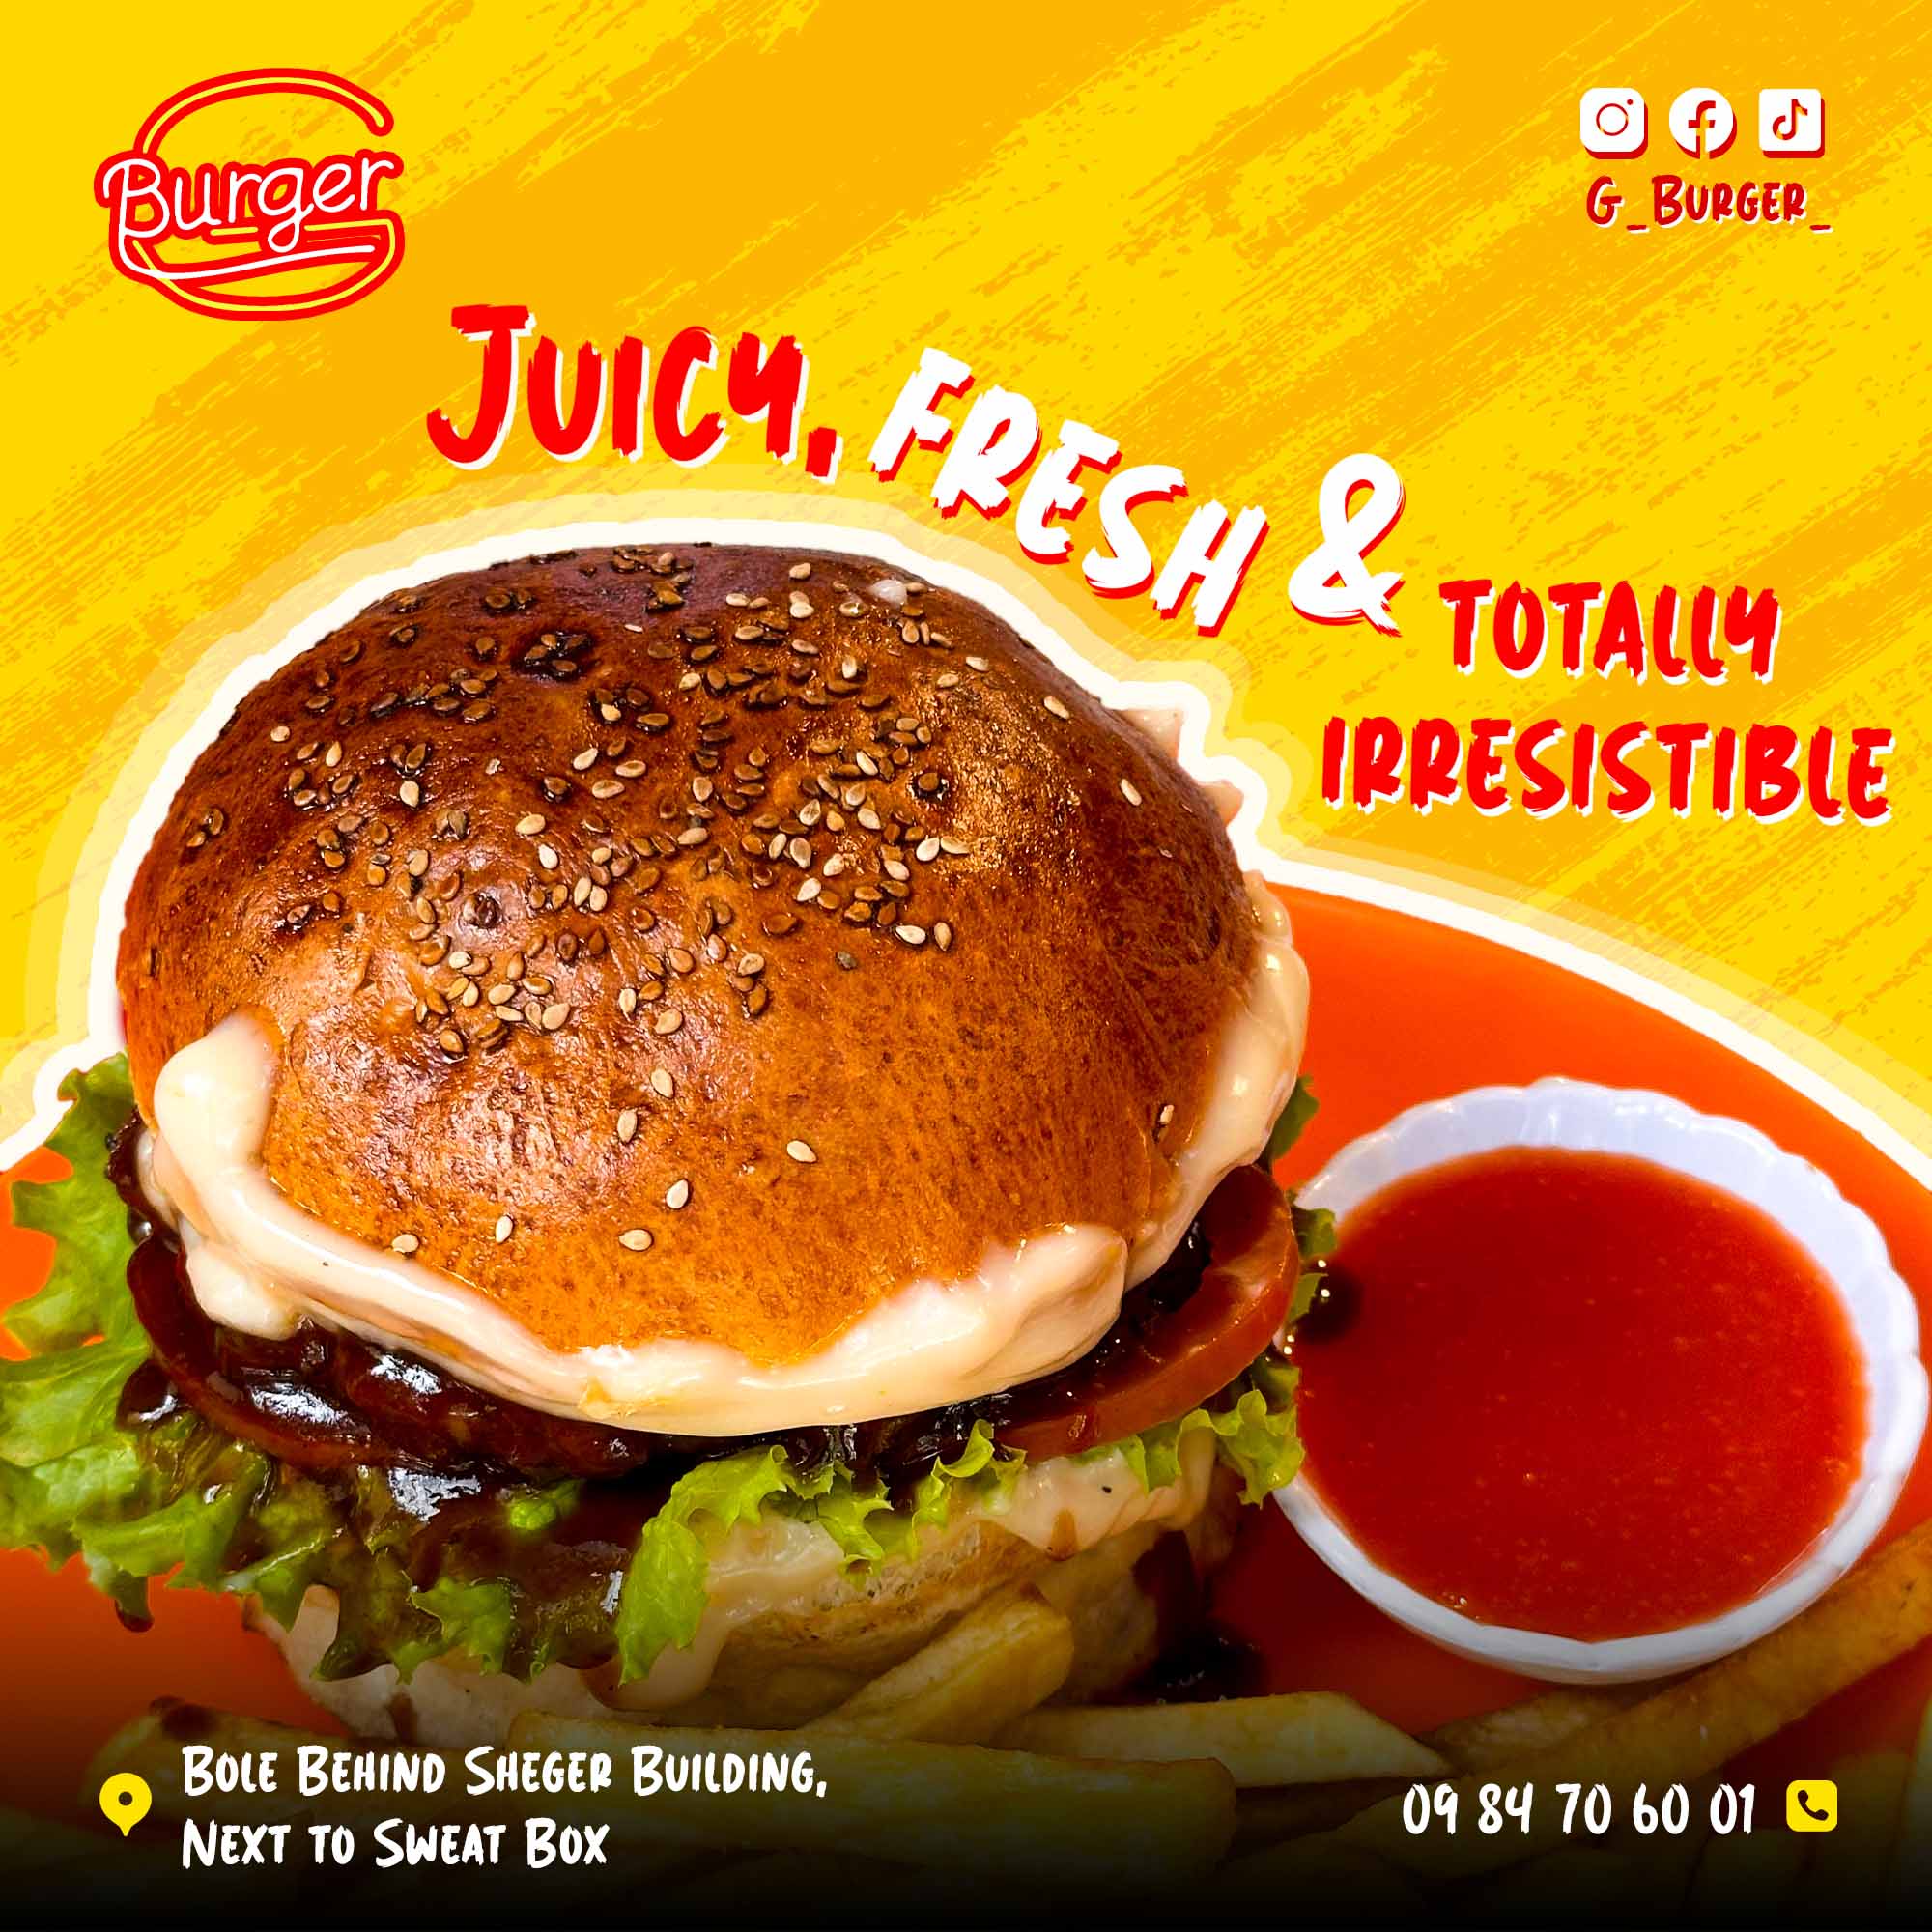 Burger
G_Burger_
Juicy, fresh &
totally
irresistible
Bole Behind Sheger Building,
Next to Sweat Box
09 84 70 60 01